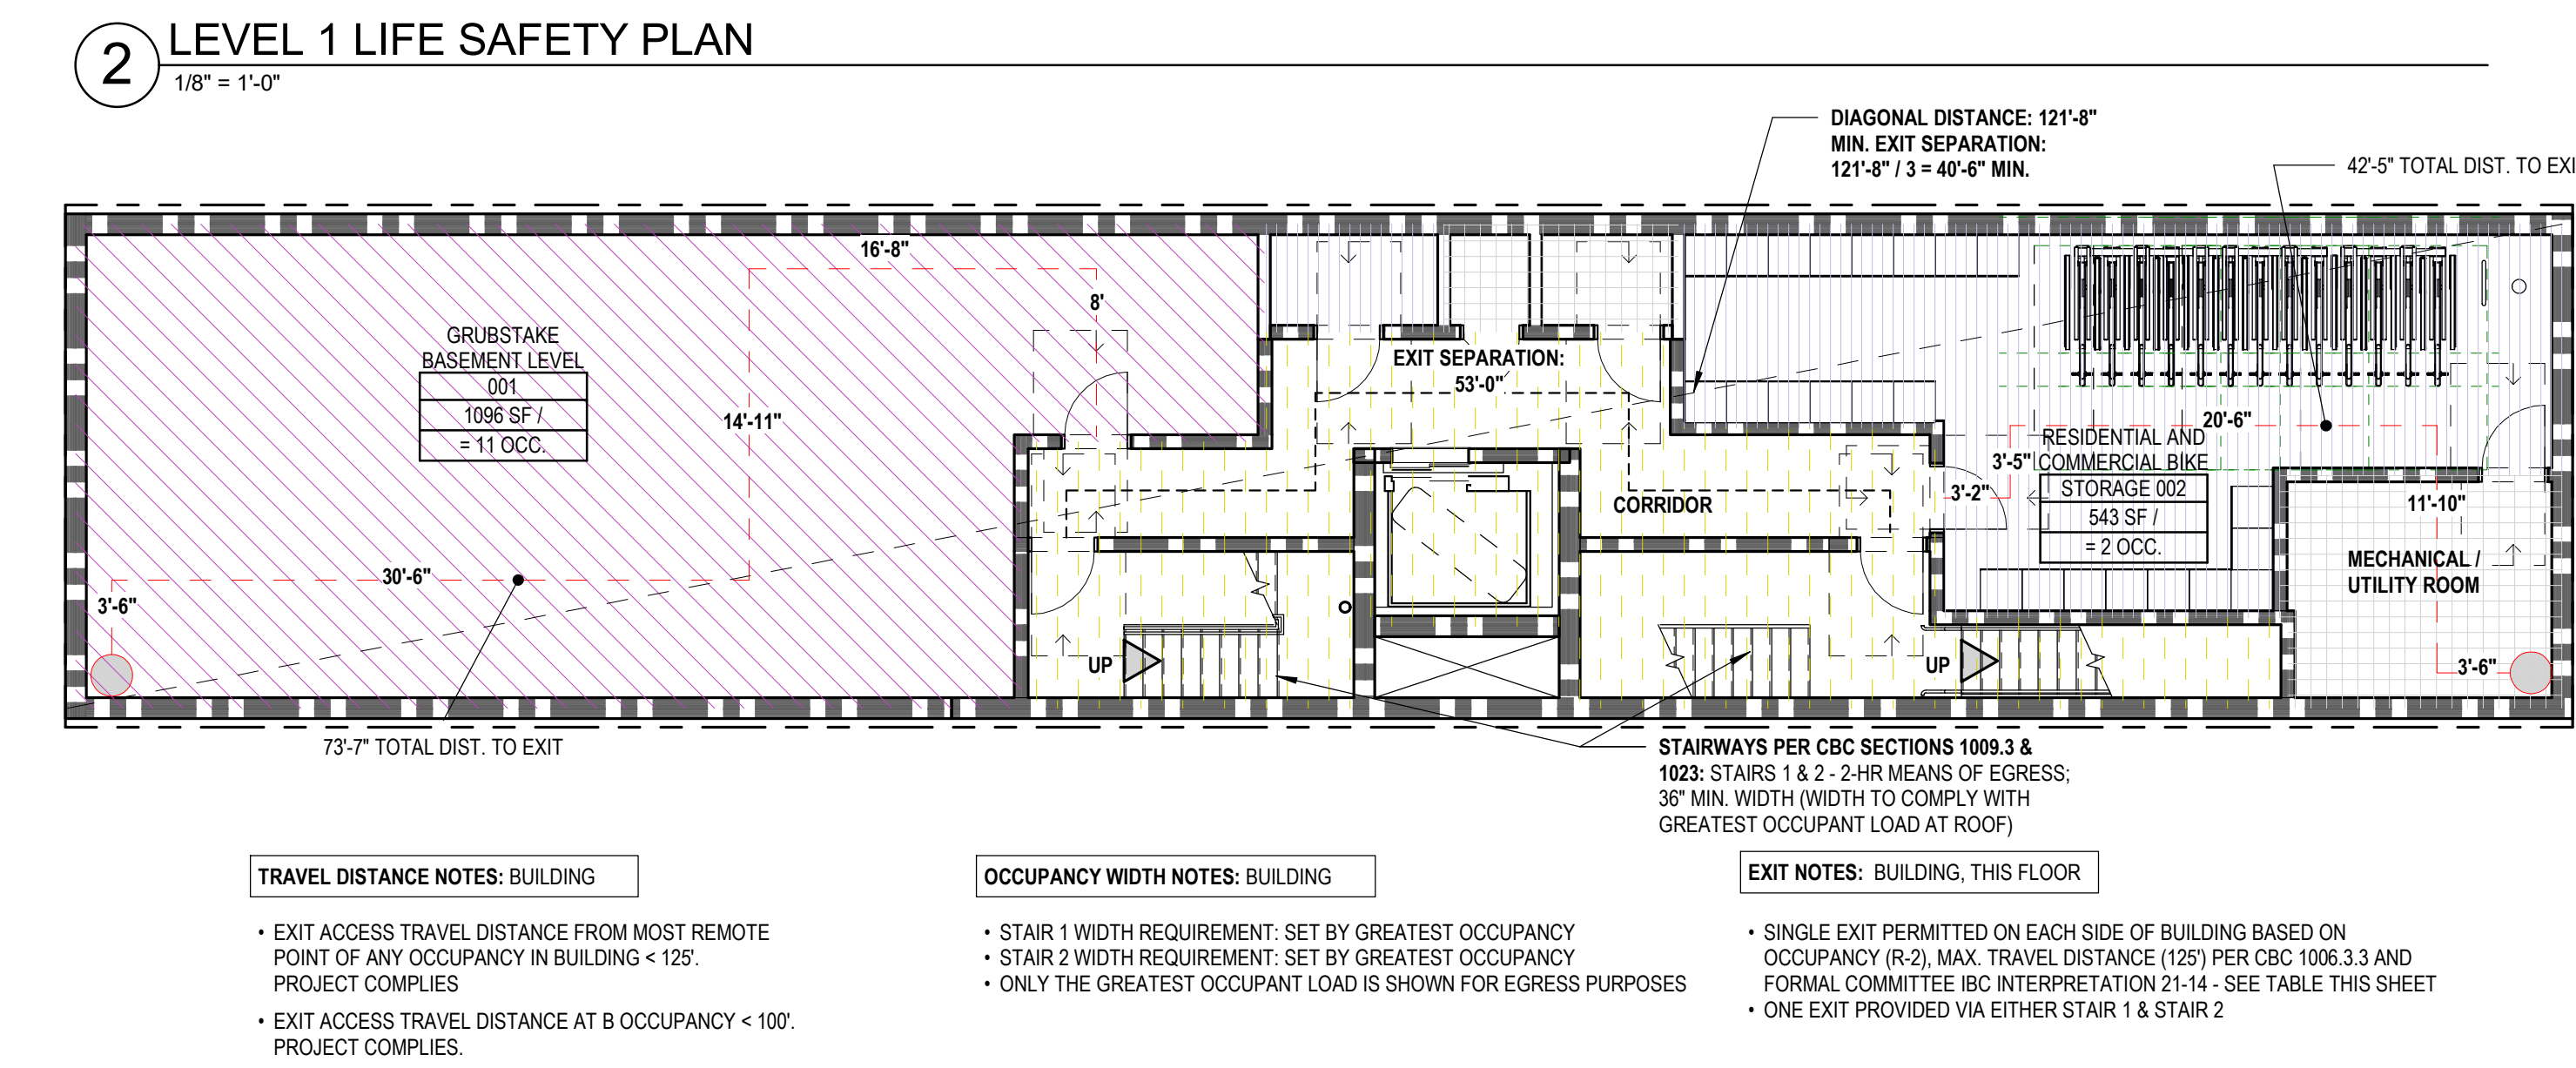 2
LEVEL 1 LIFE SAFETY PLAN
1/8" = 1'-0"
DIAGONAL DISTANCE: 121'-8"
MIN. EXIT SEPARATION:
121'-8" / 3 = 40'-6" MIN.
42'-5" TOTAL DIST. TO EXI
16'-8"
8'
GRUBSTAKE
BASEMENT LEVEL
001
1096 SF /
= 11 OCC.
14'-11"
30'-6"
3'-6"
EXIT SEPARATION:
53'-0"
CORRIDOR
UP
UP
3'-2"
3'-5"
20'-6"
RESIDENTIAL AND
COMMERCIAL BIKE
STORAGE 002
543 SF /
= 2 OCC.
11'-10"
MECHANICAL /
UTILITY ROOM
3'-6"
73'-7" TOTAL DIST. TO EXIT
STAIRWAYS PER CBC SECTIONS 1009.3 &
1023: STAIRS 1 & 2 - 2-HR MEANS OF EGRESS;
36" MIN. WIDTH (WIDTH TO COMPLY WITH
GREATEST OCCUPANT LOAD AT ROOF)
TRAVEL DISTANCE NOTES: BUILDING
• EXIT ACCESS TRAVEL DISTANCE FROM MOST REMOTE
POINT OF ANY OCCUPANCY IN BUILDING < 125'.
PROJECT COMPLIES
• EXIT ACCESS TRAVEL DISTANCE AT B OCCUPANCY < 100'.
PROJECT COMPLIES.
OCCUPANCY WIDTH NOTES: BUILDING
• STAIR 1 WIDTH REQUIREMENT: SET BY GREATEST OCCUPANCY
• STAIR 2 WIDTH REQUIREMENT: SET BY GREATEST OCCUPANCY
• ONLY THE GREATEST OCCUPANT LOAD IS SHOWN FOR EGRESS PURPOSES
EXIT NOTES: BUILDING, THIS FLOOR
• SINGLE EXIT PERMITTED ON EACH SIDE OF BUILDING BASED ON
OCCUPANCY (R-2), MAX. TRAVEL DISTANCE (125') PER CBC 1006.3.3 AND
FORMAL COMMITTEE IBC INTERPRETATION 21-14 - SEE TABLE THIS SHEET
• ONE EXIT PROVIDED VIA EITHER STAIR 1 & STAIR 2